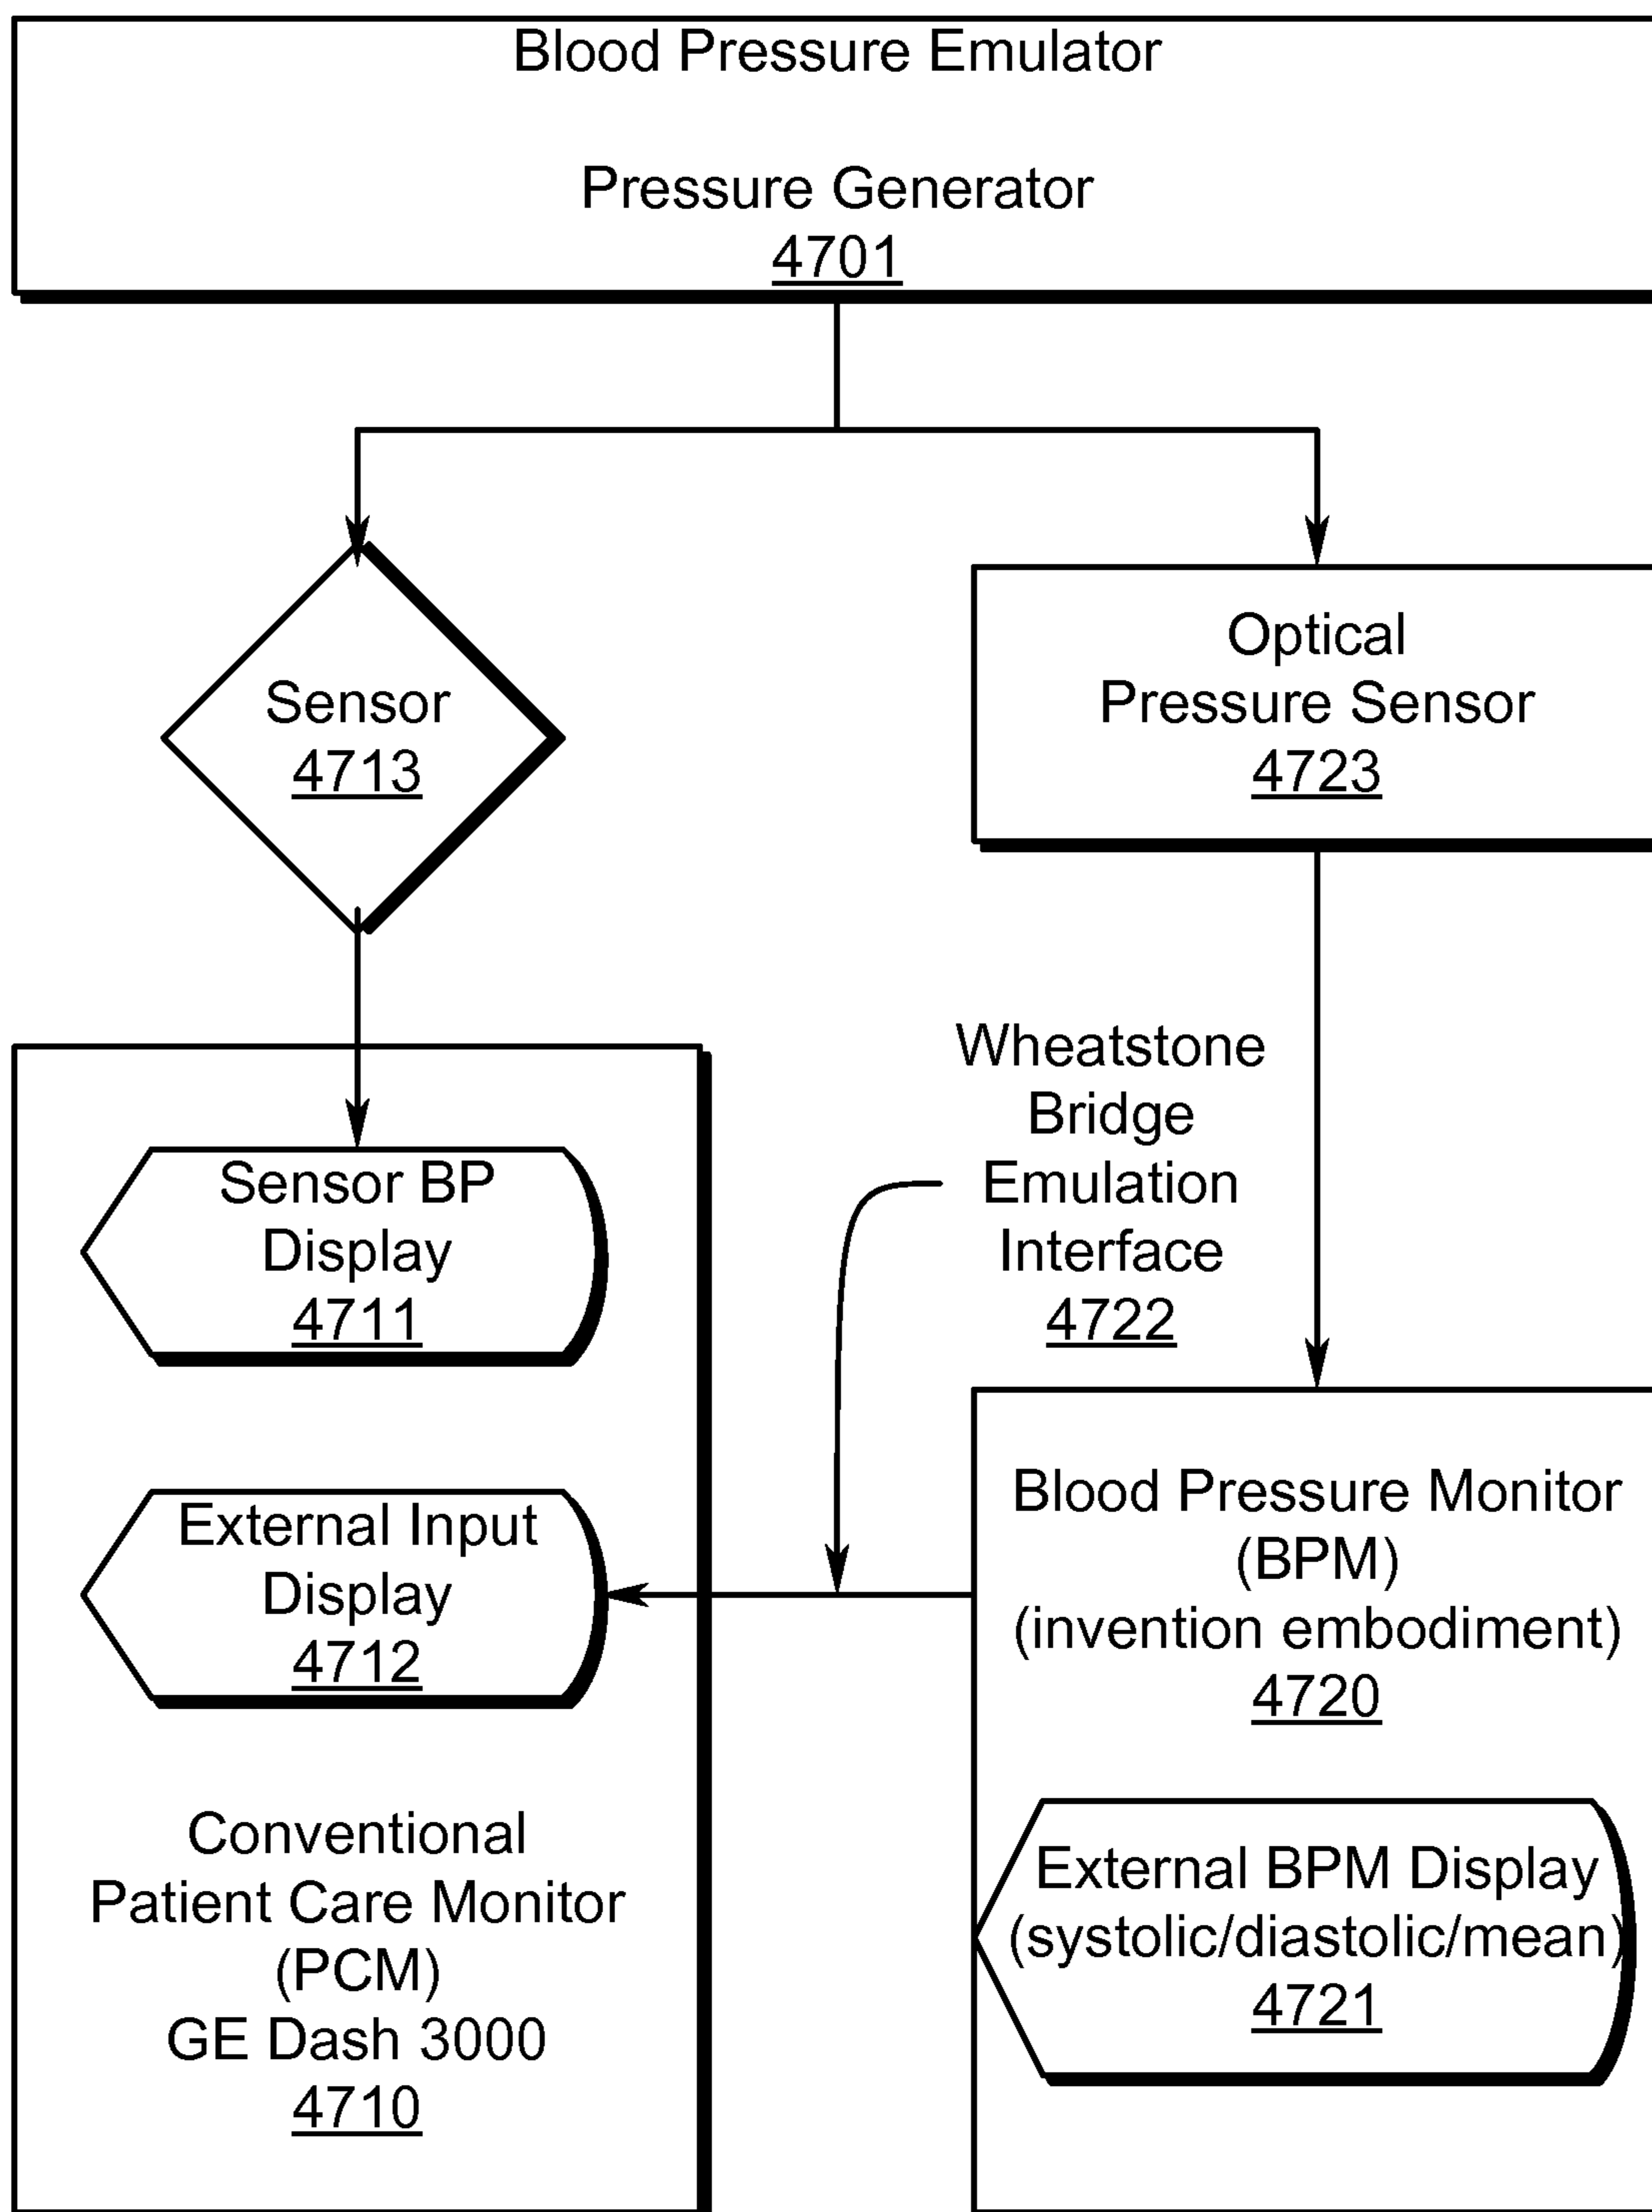 Blood Pressure Emulator
Pressure Generator
4701
Sensor
4713
Optical
Pressure Sensor
4723
Wheatstone
Bridge
Emulation
Interface
4722
Sensor BP
Display
4711
External Input
Display
4712
Conventional
Patient Care Monitor
(PCM)
GE Dash 3000
4710
Blood Pressure Monitor
(BPM)
(invention embodiment)
4720
External BPM Display
(systolic/diastolic/mean)
4721